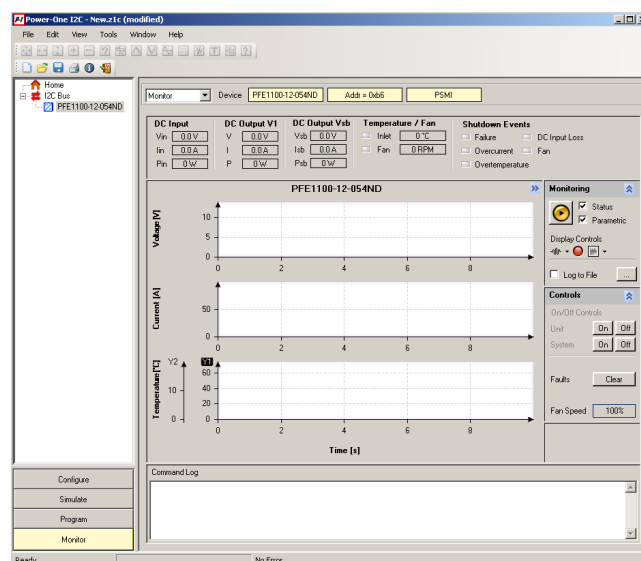 Power-One I2C - New.z1c (modified)
File Edit View Tools Window Help
Home
I2C Bus
PFE1100-12-054ND
Monitor Device PFE1100-12-054ND Addr = 0xb6 PSMI
DC Input DC Output V1 DC Output Vsb Temperature / Fan Shutdown Events
Vin 0.0 V V 0.0 V Vsb 0.0 V Inlet 0 °C Failure DC Input Loss
Iin 0.0 A I 0.0 A Isb 0.0 A Fan 0 RPM Overcurrent Fan
Pin 0 W P 0 W Psb 0 W Overtemperature
PFE1100-12-054ND
Voltage [V]
10
5
0
0 2 4 6 8
Current [A]
50
0
0 2 4 6 8
Temperature [°C]
Y2 Y1
60
10 40
20
0 0
0 2 4 6 8
Time [s]
Monitoring
Status
Parametric
Display Controls
Log to File ...
Controls
On/Off Controls
Unit On Off
System On Off
Faults Clear
Fan Speed 100%
Command Log
Configure
Simulate
Program
Monitor
Ready No Error